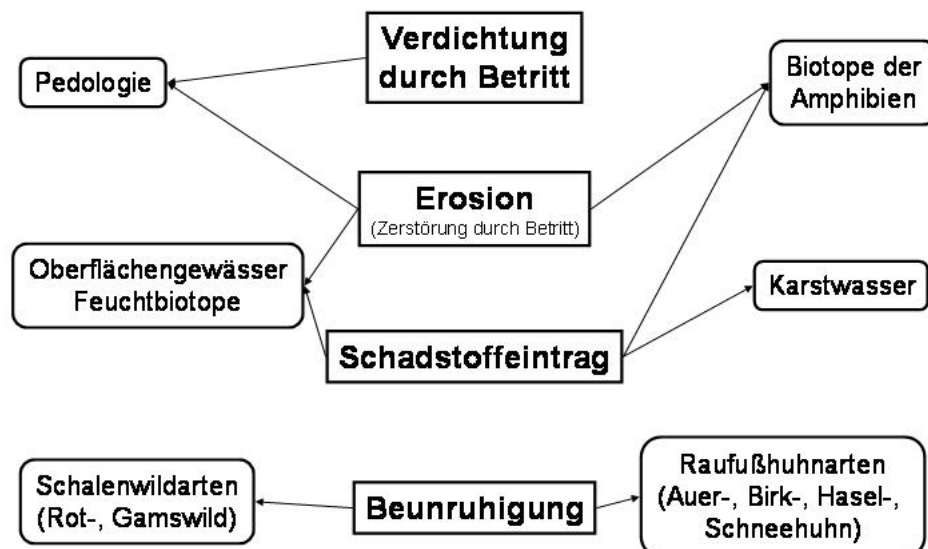 Verdichtung
durch Betritt
Pedologie
Biotope der
Amphibien
Erosion
(Zerstörung durch Betritt)
Oberflächengewässer
Feuchtbiotope
Karstwasser
Schadstoffeintrag
Schalenwildarten
(Rot-, Gamswild)
Beunruhigung
Raufußhuhnarten
(Auer-, Birk-, Hasel-,
Schneehuhn)